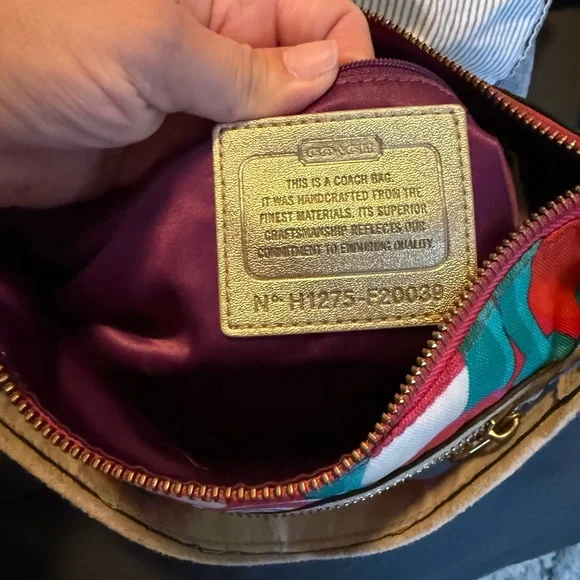 COACH
THIS IS A COACH BAG.
IT WAS HANDCRAFTED FROM THE
FINEST MATERIALS. ITS SUPERIOR
CRAFTSMANSHIP REFLECTS OUR
COMMITMENT TO ENDURING QUALITY.
Nº H1275-F20039